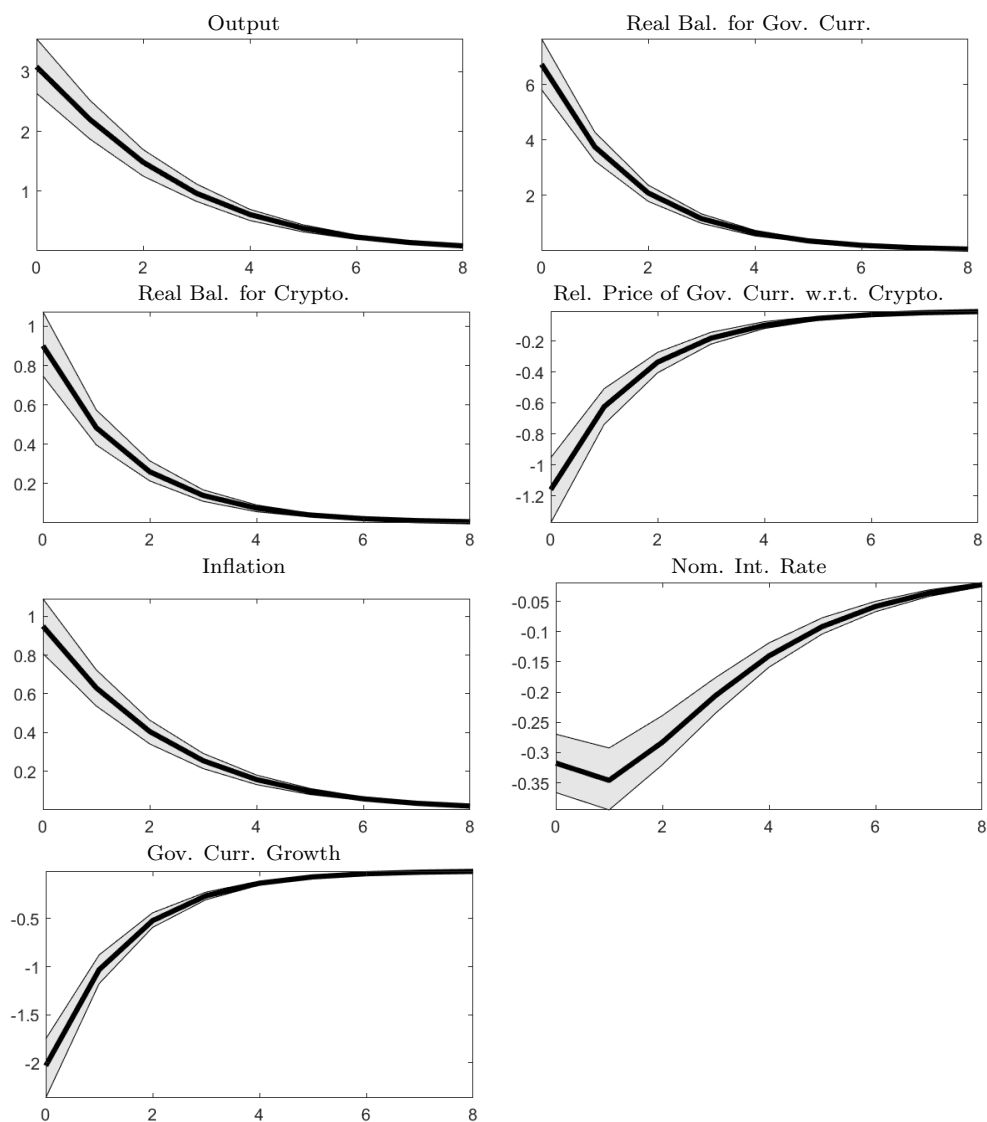 Output
3
2
1
0 2 4 6 8
Real Bal. for Gov. Curr.
6
4
2
0 2 4 6 8
Real Bal. for Crypto.
1
0.8
0.6
0.4
0.2
0 2 4 6 8
Rel. Price of Gov. Curr. w.r.t. Crypto.
-0.2
-0.4
-0.6
-0.8
-1
-1.2
0 2 4 6 8
Inflation
1
0.8
0.6
0.4
0.2
0 2 4 6 8
Nom. Int. Rate
-0.05
-0.1
-0.15
-0.2
-0.25
-0.3
-0.35
0 2 4 6 8
Gov. Curr. Growth
-0.5
-1
-1.5
-2
0 2 4 6 8